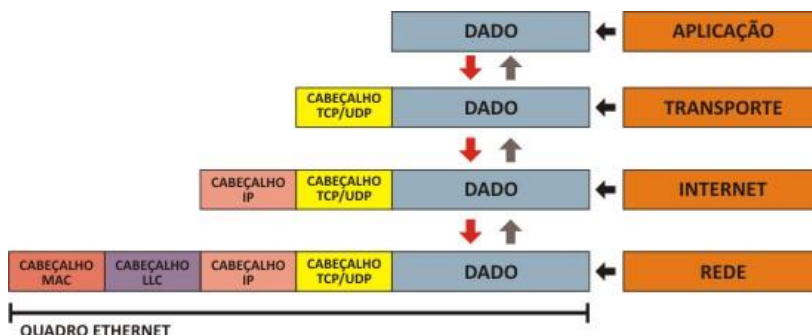 DADO
APLICAÇÃO
CABEÇALHO
TCP/UDP
DADO
TRANSPORTE
CABEÇALHO
IP
CABEÇALHO
TCP/UDP
DADO
INTERNET
CABEÇALHO
MAC
CABEÇALHO
LLC
CABEÇALHO
IP
CABEÇALHO
TCP/UDP
DADO
REDE
QUADRO ETHERNET